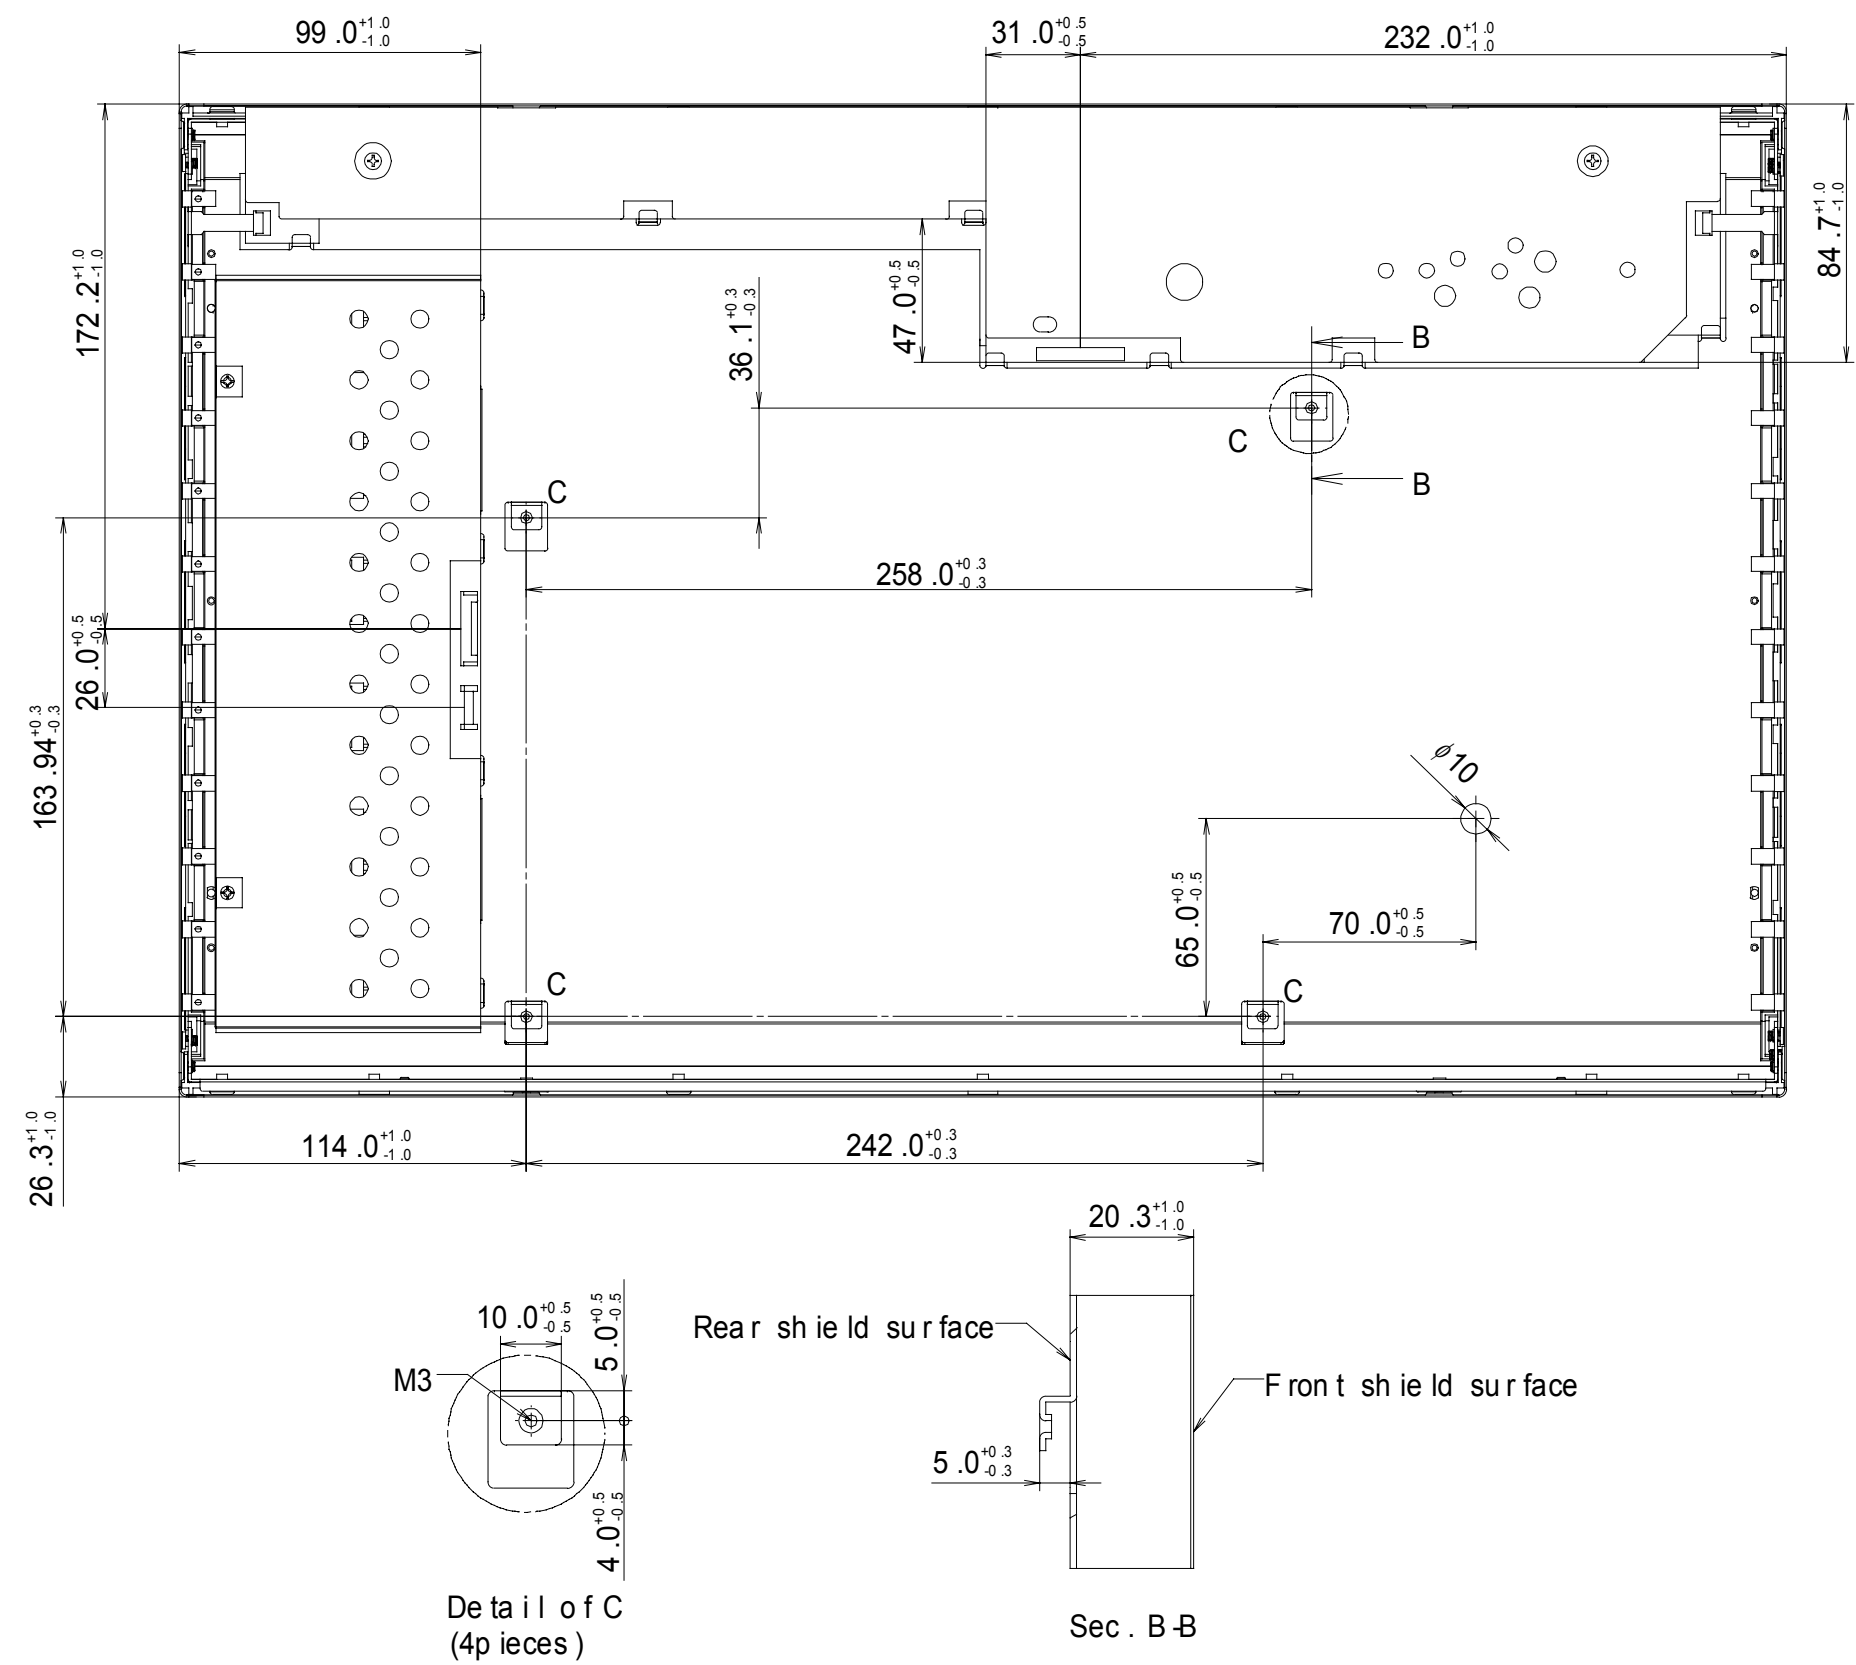 99.0 +1.0 -1.0
31.0 +0.5 -0.5
232.0 +1.0 -1.0
172.2 +1.0 -1.0
84.7 +1.0 -1.0
47.0 +0.5 -0.5
36.1 +0.3 -0.3
B
C
B
C
258.0 +0.3 -0.3
26.0 +0.5 -0.5
163.94 +0.3 -0.3
ø10
65.0 +0.5 -0.5
70.0 +0.5 -0.5
C
C
26.3 +1.0 -1.0
114.0 +1.0 -1.0
242.0 +0.3 -0.3
20.3 +1.0 -1.0
10.0 +0.5 -0.5
5.0 +0.5 -0.5
M3
Rear shield surface
Front shield surface
5.0 +0.3 -0.3
4.0 +0.5 -0.5
Detail of C
(4pieces)
Sec. B-B